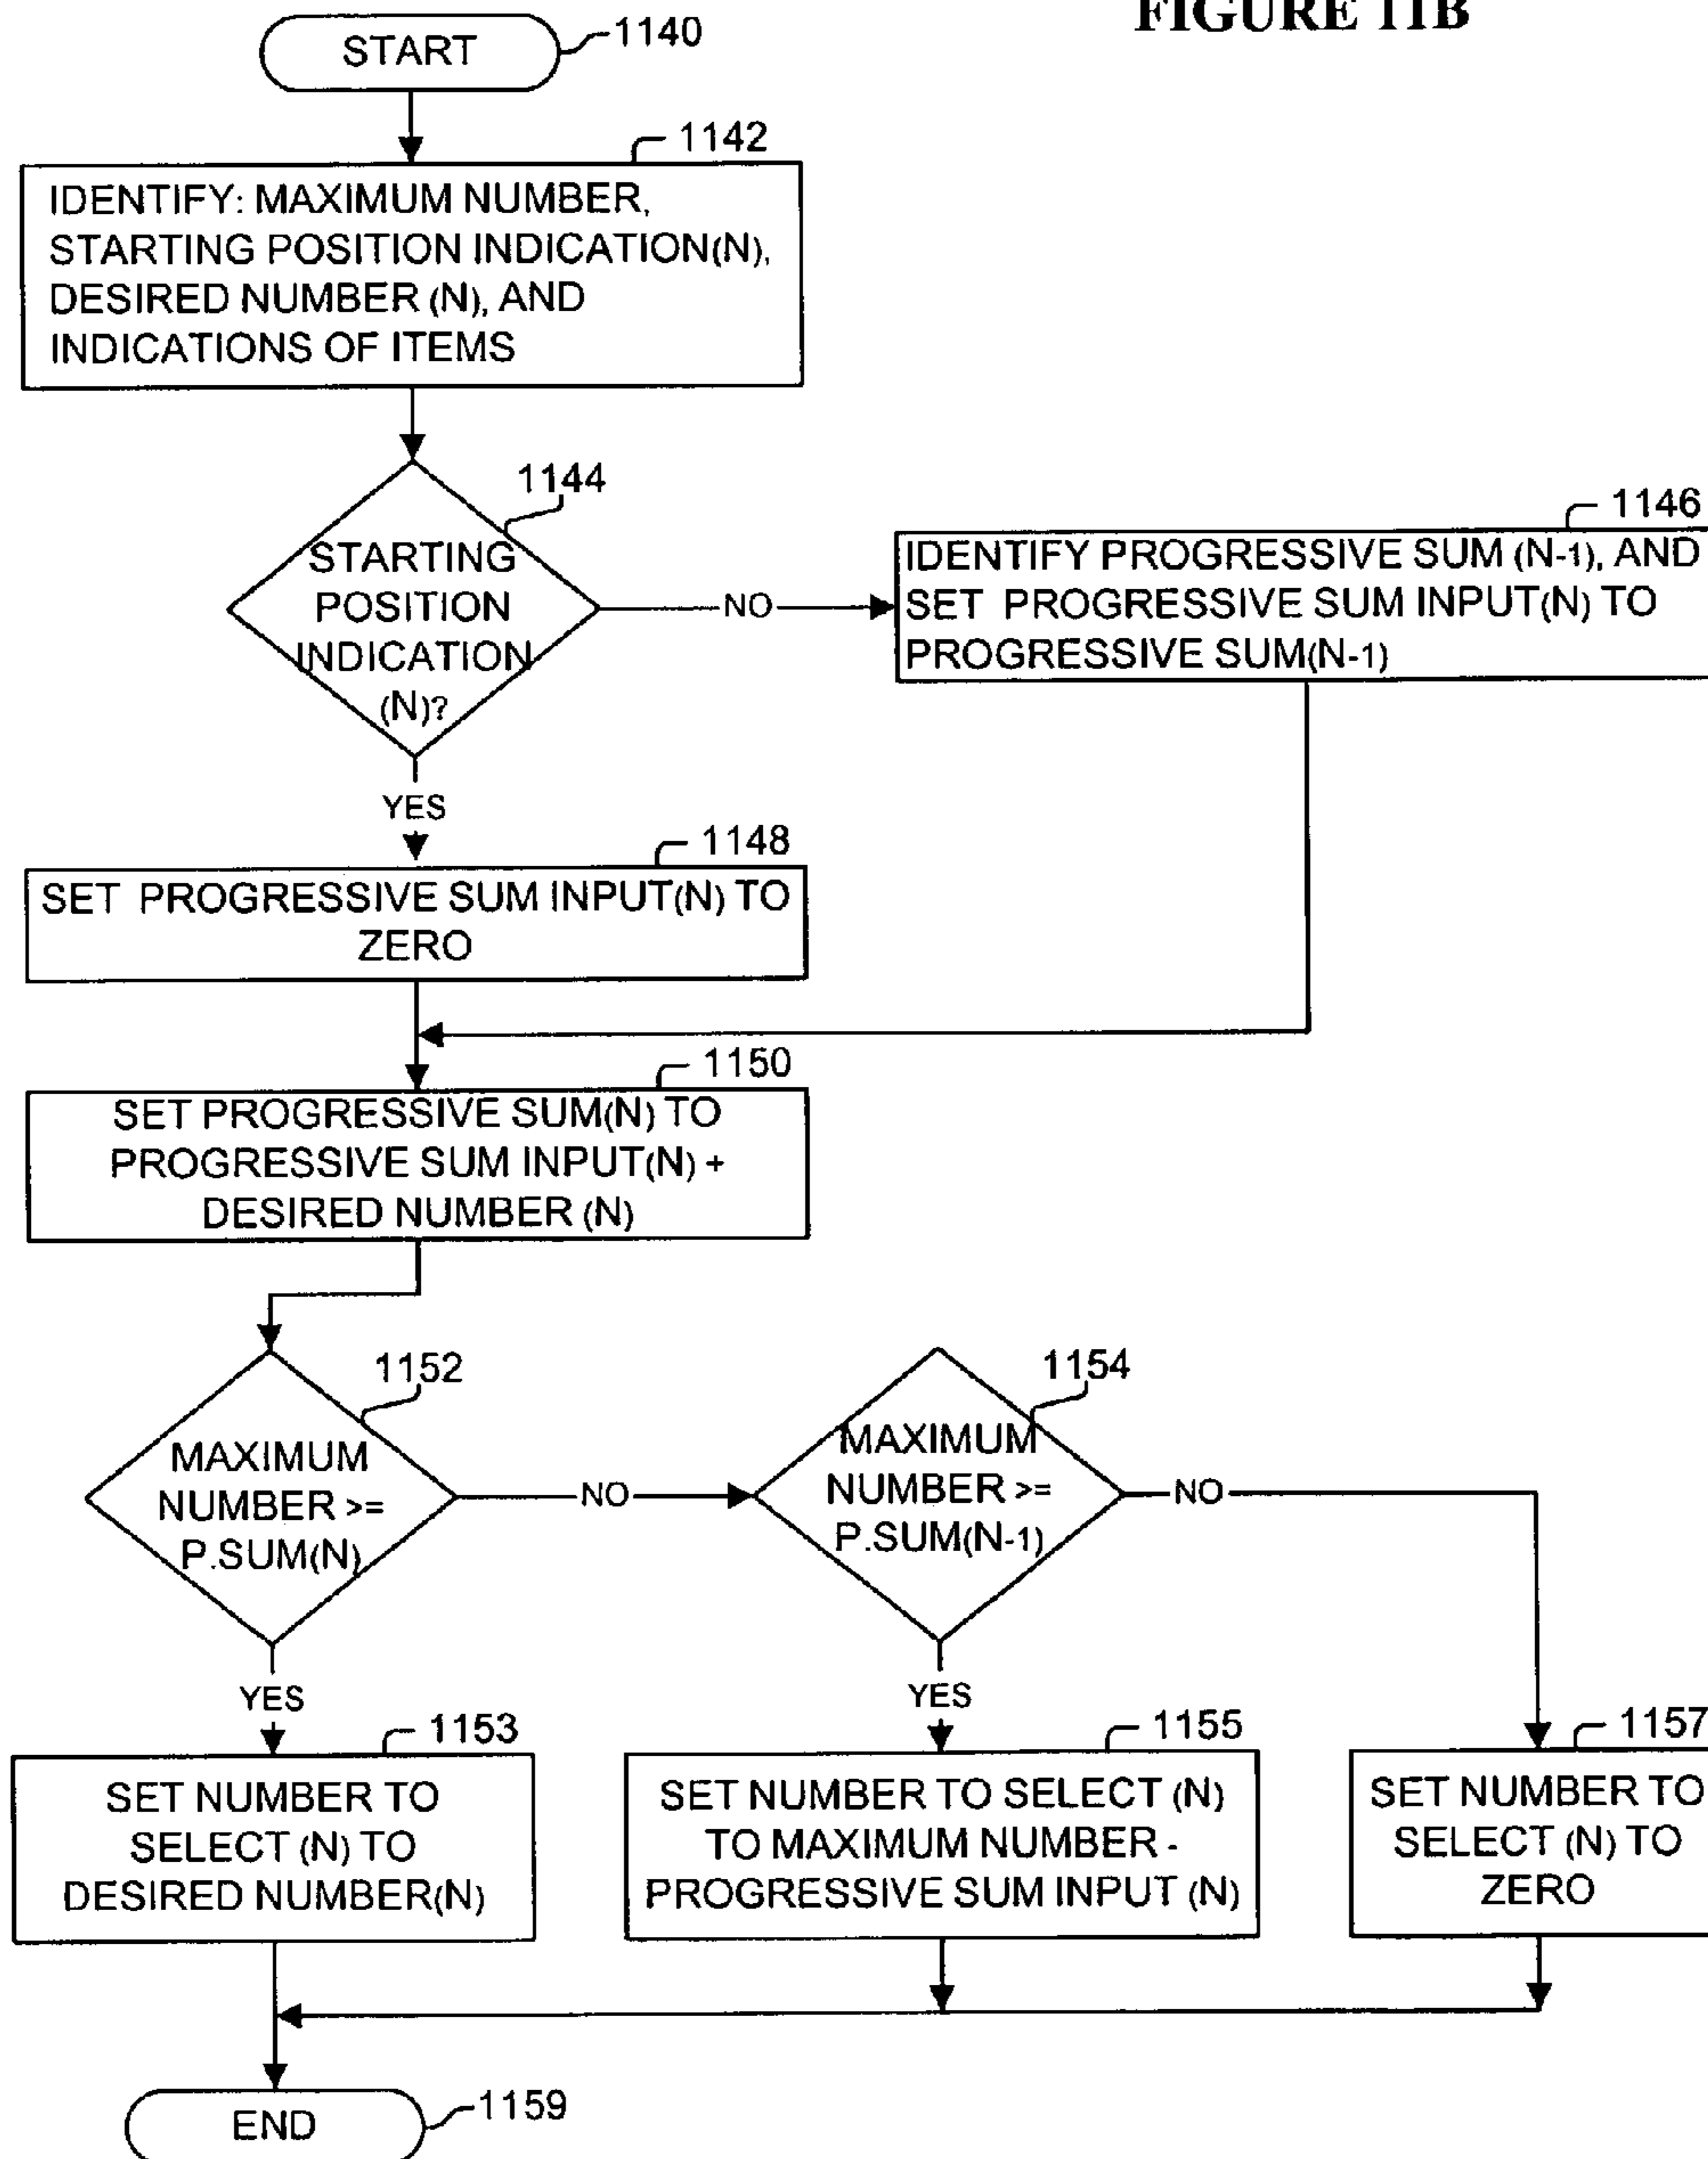 FIGURE 11B
START
1140
1142
IDENTIFY: MAXIMUM NUMBER,
STARTING POSITION INDICATION(N),
DESIRED NUMBER (N), AND
INDICATIONS OF ITEMS
1144
STARTING
POSITION
INDICATION
(N)?
NO
1146
IDENTIFY PROGRESSIVE SUM (N-1), AND
SET PROGRESSIVE SUM INPUT(N) TO
PROGRESSIVE SUM(N-1)
YES
1148
SET PROGRESSIVE SUM INPUT(N) TO
ZERO
1150
SET PROGRESSIVE SUM(N) TO
PROGRESSIVE SUM INPUT(N) +
DESIRED NUMBER (N)
1152
MAXIMUM
NUMBER >=
P.SUM(N)
NO
1154
MAXIMUM
NUMBER >=
P.SUM(N-1)
NO
YES
YES
1153
SET NUMBER TO
SELECT (N) TO
DESIRED NUMBER(N)
1155
SET NUMBER TO SELECT (N)
TO MAXIMUM NUMBER -
PROGRESSIVE SUM INPUT (N)
1157
SET NUMBER TO
SELECT (N) TO
ZERO
END
1159